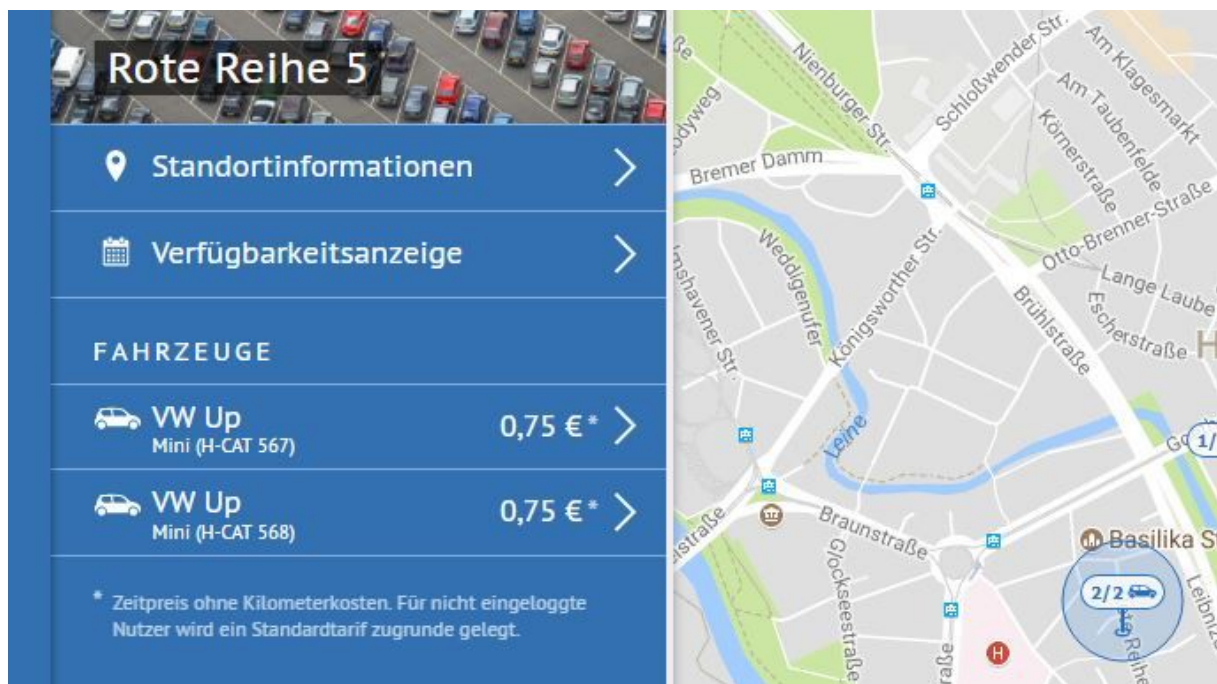 Rote Reihe 5
Standortinformationen
Verfügbarkeitsanzeige
FAHRZEUGE
VW Up
0,75 € *
Mini (H-CAT 567)
VW Up
0,75 € *
Mini (H-CAT 568)
* Zeitpreis ohne Kilometerkosten. Für nicht eingeloggte
Nutzer wird ein Standardtarif zugrunde gelegt.
Nienburger Str.
Schloßwender Str.
Am Klagesmarkt
Am Taubenfelde
Körnerstraße
Bremer Damm
Otto-Brenner-Straße
Weddigenufer
Königsworther Str.
Lange Laube
Brühlstraße
Escherstraße
H
Leine
1/
Braunstraße
Glockseestraße
Basilika
2/2
H